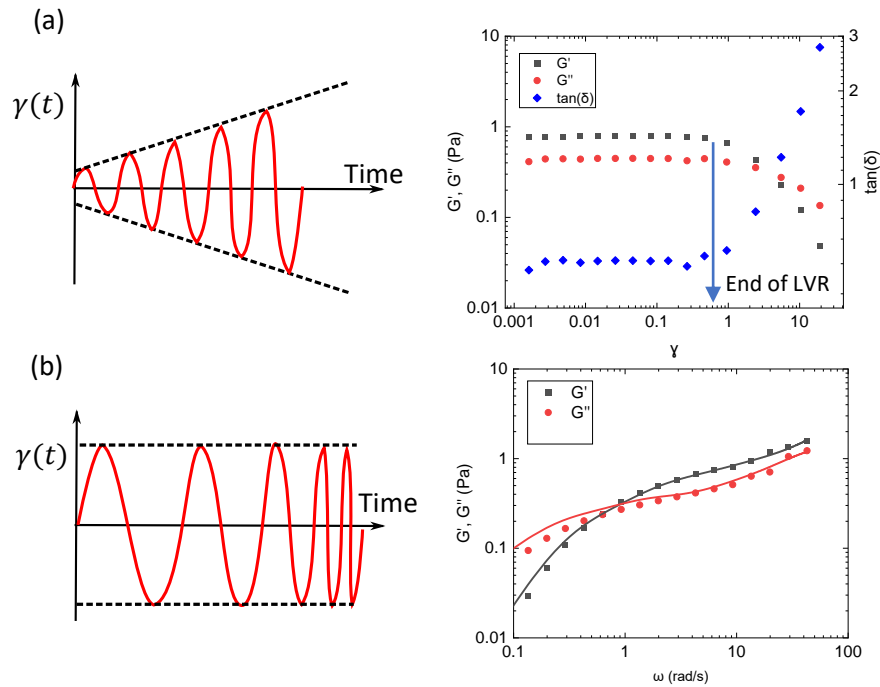 (a)
γ(t)
Time
G', G'' (Pa)
10
1
0.1
0.01
G'
G''
tan(δ)
End of LVR
3
2
1
tan(δ)
0.001
0.01
0.1
1
10
γ
(b)
γ(t)
Time
G', G'' (Pa)
10
1
0.1
0.01
G'
G''
0.1
1
10
100
ω (rad/s)